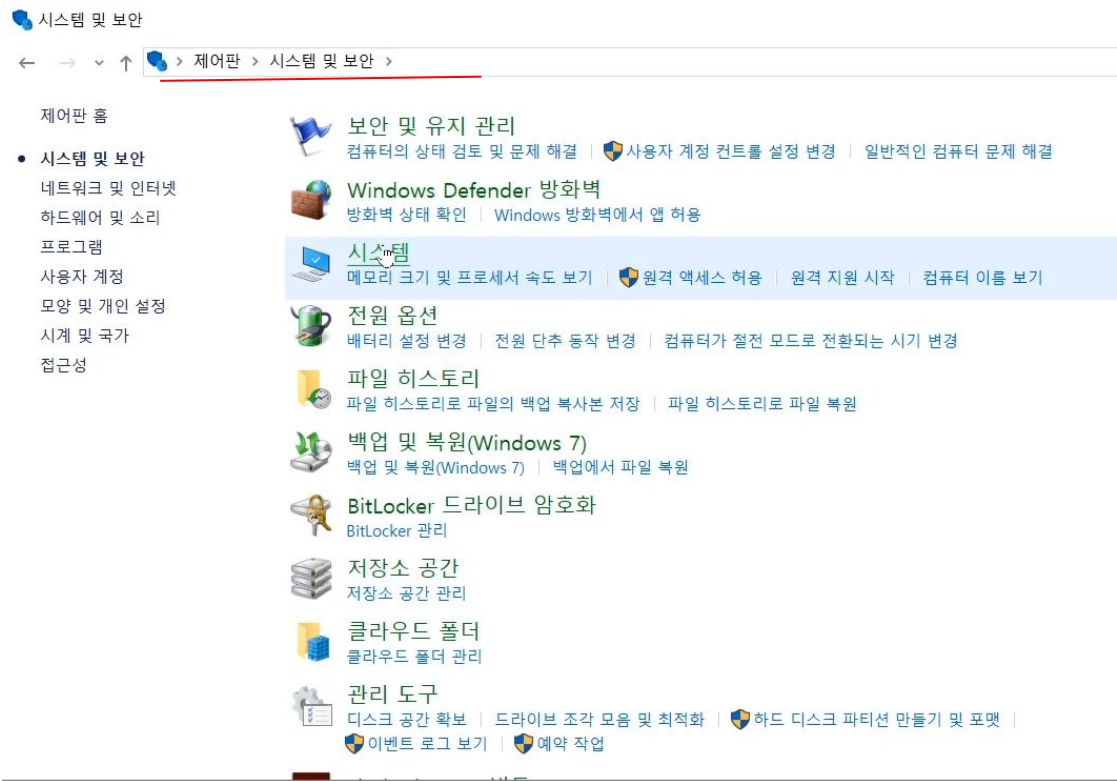 시스템 및 보안
제어판 > 시스템 및 보안 >
제어판 홈
시스템 및 보안
네트워크 및 인터넷
하드웨어 및 소리
프로그램
사용자 계정
모양 및 개인 설정
시계 및 국가
접근성
보안 및 유지 관리
컴퓨터의 상태 검토 및 문제 해결 | 사용자 계정 컨트롤 설정 변경 | 일반적인 컴퓨터 문제 해결
Windows Defender 방화벽
방화벽 상태 확인 | Windows 방화벽에서 앱 허용
시스템
메모리 크기 및 프로세서 속도 보기 | 원격 액세스 허용 | 원격 지원 시작 | 컴퓨터 이름 보기
전원 옵션
배터리 설정 변경 | 전원 단추 동작 변경 | 컴퓨터가 절전 모드로 전환되는 시기 변경
파일 히스토리
파일 히스토리로 파일의 백업 복사본 저장 | 파일 히스토리로 파일 복원
백업 및 복원(Windows 7)
백업 및 복원(Windows 7) | 백업에서 파일 복원
BitLocker 드라이브 암호화
BitLocker 관리
저장소 공간
저장소 공간 관리
클라우드 폴더
클라우드 폴더 관리
관리 도구
디스크 공간 확보 | 드라이브 조각 모음 및 최적화 | 하드 디스크 파티션 만들기 및 포맷 |
이벤트 로그 보기 | 예약 작업